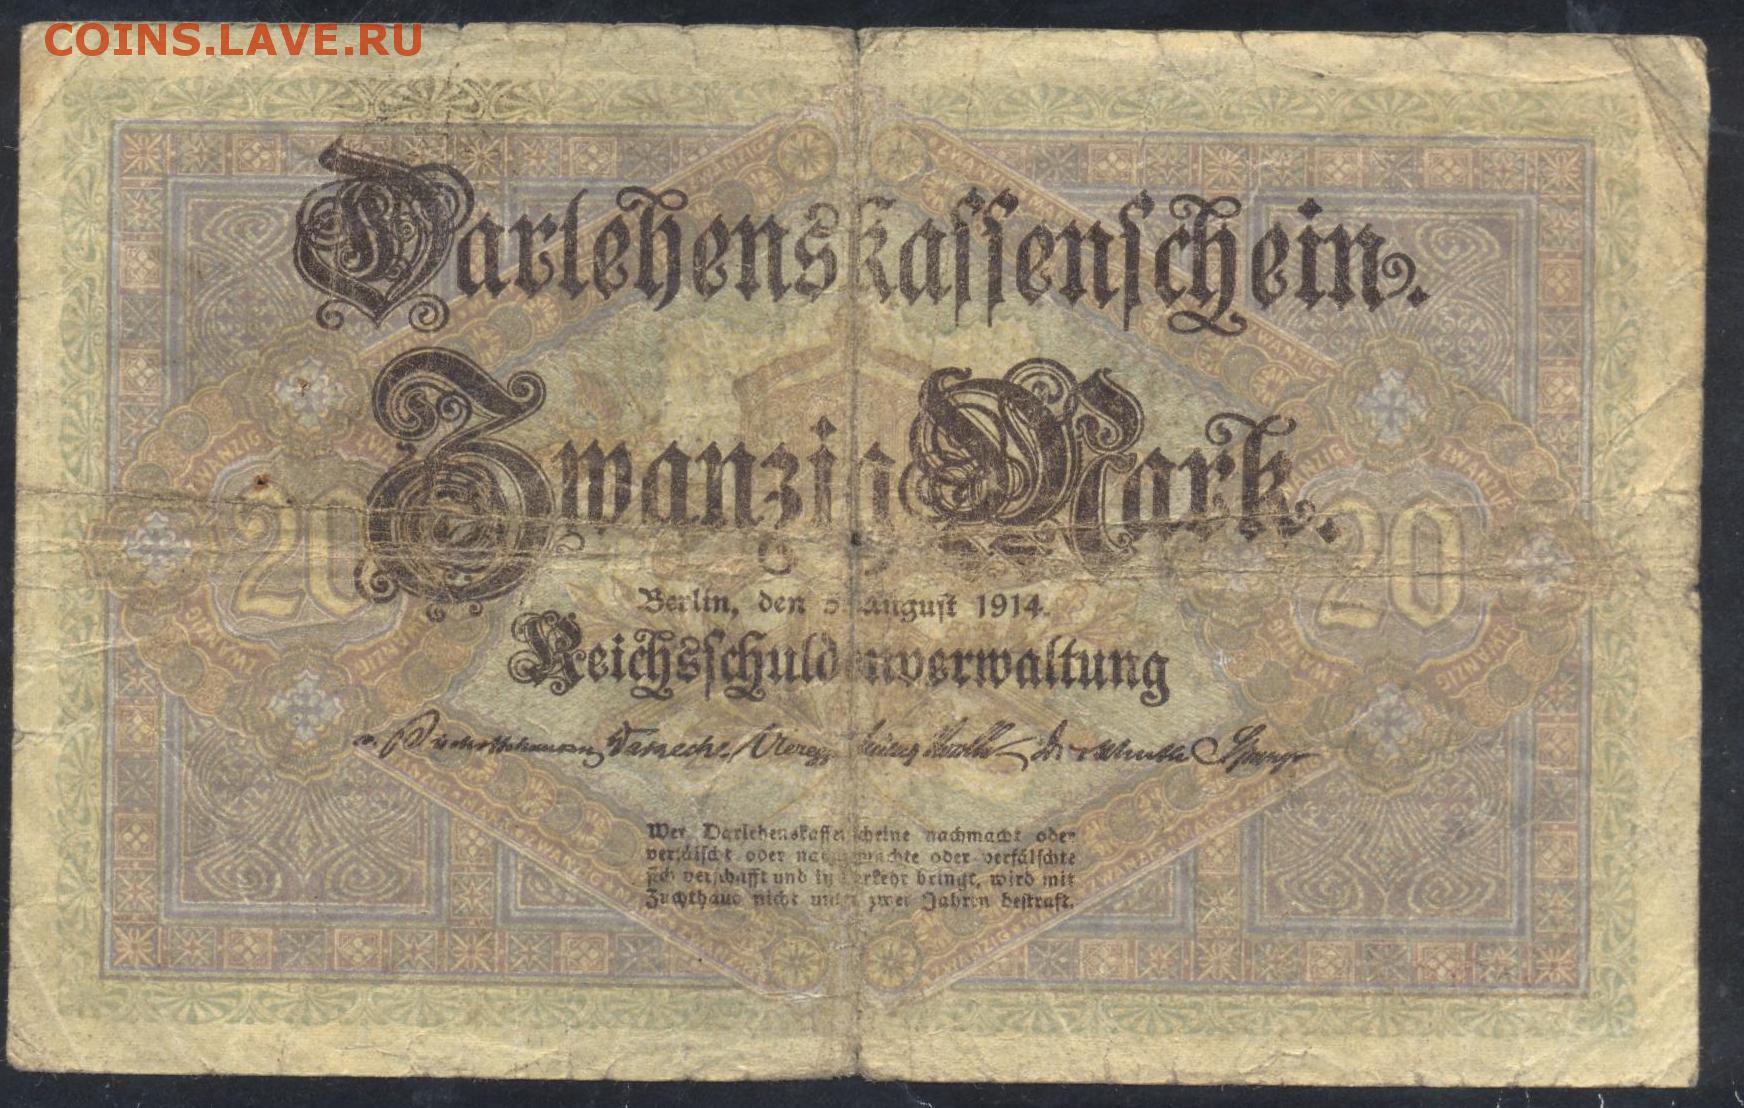 COINS.LAVE.RU
Darlehenskassenschein.
Zwanzig Mark.
20
20
Berlin, den 5. August 1914.
Reichsschuldenverwaltung
Wer Darlehenskassenscheine nachmacht oder
verfälscht oder nachgemachte oder verfälschte
sich verschafft und in Verkehr bringt, wird mit
Zuchthaus nicht unter zwei Jahren bestraft.